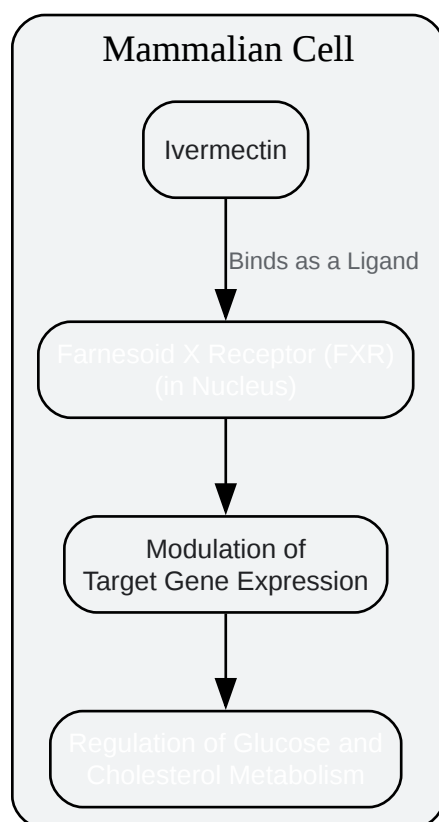 Mammalian Cell
Ivermectin
Binds as a Ligand
Farnesoid X Receptor (FXR)
(in Nucleus)
Modulation of
Target Gene Expression
Regulation of Glucose and
Cholesterol Metabolism